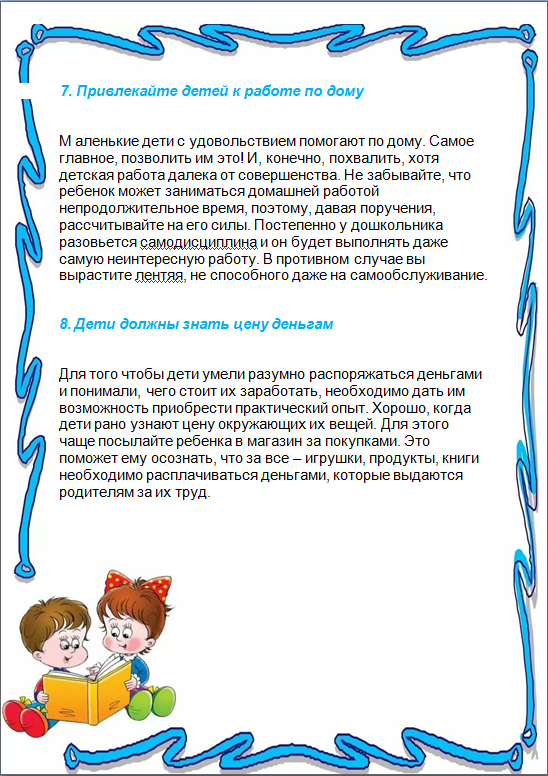 7. Привлекайте детей к работе по дому
М аленькие дети с удовольствием помогают по дому. Самое
главное, позволить им это! И, конечно, похвалить, хотя
детская работа далека от совершенства. Не забывайте, что
ребенок может заниматься домашней работой
непродолжительное время, поэтому, давая поручения,
рассчитывайте на его силы. Постепенно у дошкольника
разовьется самодисциплина и он будет выполнять даже
самую неинтересную работу. В противном случае вы
вырастите лентяя, не способного даже на самообслуживание.
8. Дети должны знать цену деньгам
Для того чтобы дети умели разумно распоряжаться деньгами
и понимали, чего стоит их заработать, необходимо дать им
возможность приобрести практический опыт. Хорошо, когда
дети рано узнают цену окружающих их вещей. Для этого
чаще посылайте ребенка в магазин за покупками. Это
поможет ему осознать, что за все – игрушки, продукты, книги
необходимо расплачиваться деньгами, которые выдаются
родителям за их труд.